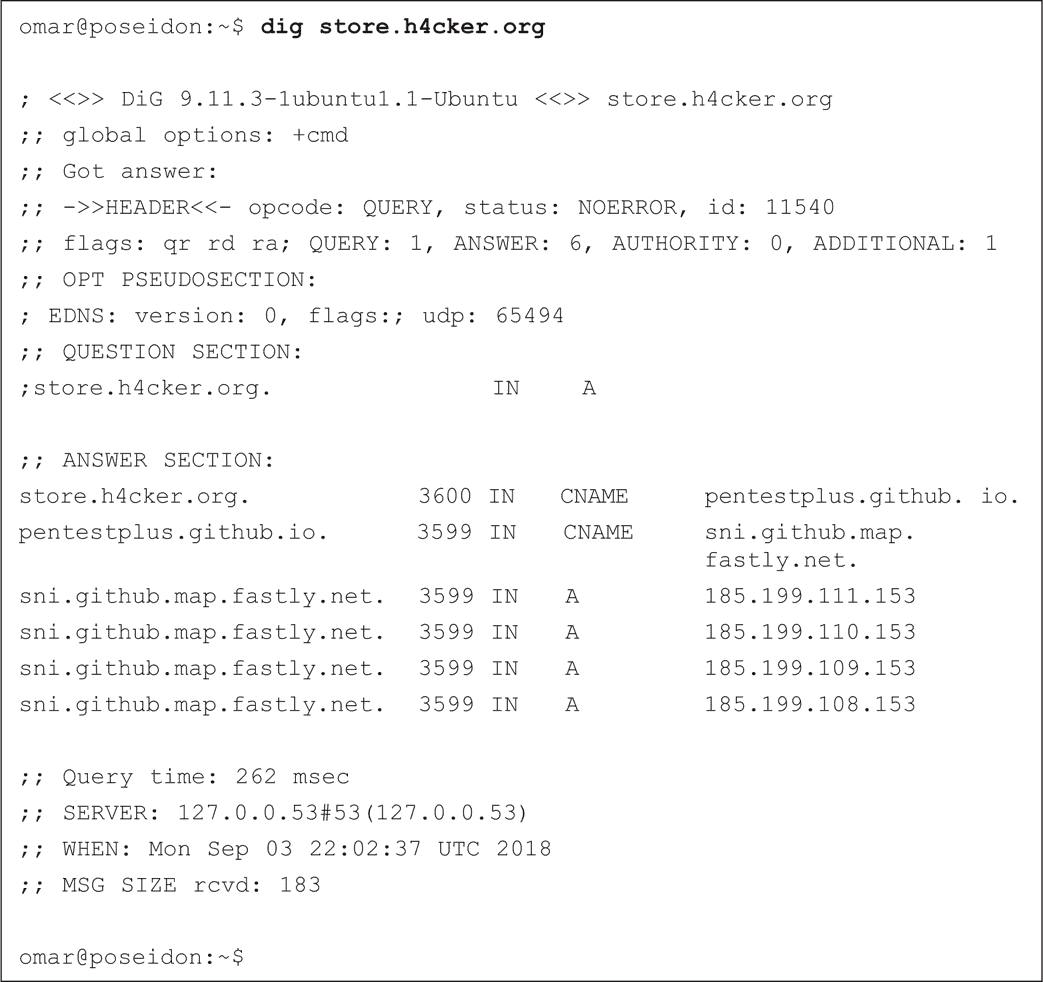 omar@poseidon:~$ dig store.h4cker.org
; <<>> DiG 9.11.3-1ubuntu1.1-Ubuntu <<>> store.h4cker.org
;; global options: +cmd
;; Got answer:
;; ->>HEADER<<- opcode: QUERY, status: NOERROR, id: 11540
;; flags: qr rd ra; QUERY: 1, ANSWER: 6, AUTHORITY: 0, ADDITIONAL: 1
;; OPT PSEUDOSECTION:
; EDNS: version: 0, flags:; udp: 65494
;; QUESTION SECTION:
;store.h4cker.org. IN A
;; ANSWER SECTION:
store.h4cker.org. 3600 IN CNAME pentestplus.github. io.
pentestplus.github.io. 3599 IN CNAME sni.github.map.
fastly.net.
sni.github.map.fastly.net. 3599 IN A 185.199.111.153
sni.github.map.fastly.net. 3599 IN A 185.199.110.153
sni.github.map.fastly.net. 3599 IN A 185.199.109.153
sni.github.map.fastly.net. 3599 IN A 185.199.108.153
;; Query time: 262 msec
;; SERVER: 127.0.0.53#53(127.0.0.53)
;; WHEN: Mon Sep 03 22:02:37 UTC 2018
;; MSG SIZE rcvd: 183
omar@poseidon:~$